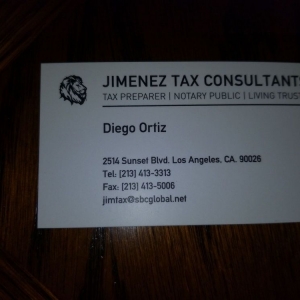 JIMENEZ TAX CONSULTANT
TAX PREPARER | NOTARY PUBLIC | LIVING TRUS
Diego Ortiz
2514 Sunset Blvd. Los Angeles, CA. 90026
Tel: (213) 413-3313
Fax: (213) 413-5006
jimtax@sbcglobal.net